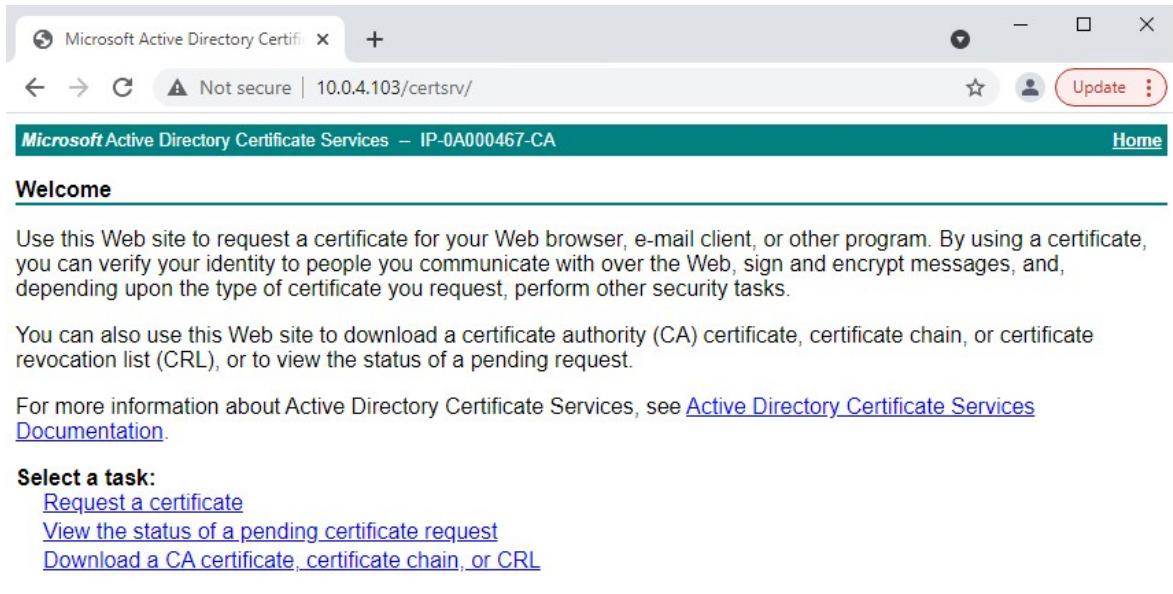 Microsoft Active Directory Certifi
Not secure | 10.0.4.103/certsrv/
Update
Microsoft Active Directory Certificate Services – IP-0A000467-CA
Home
Welcome
Use this Web site to request a certificate for your Web browser, e-mail client, or other program. By using a certificate,
you can verify your identity to people you communicate with over the Web, sign and encrypt messages, and,
depending upon the type of certificate you request, perform other security tasks.
You can also use this Web site to download a certificate authority (CA) certificate, certificate chain, or certificate
revocation list (CRL), or to view the status of a pending request.
For more information about Active Directory Certificate Services, see Active Directory Certificate Services
Documentation.
Select a task:
Request a certificate
View the status of a pending certificate request
Download a CA certificate, certificate chain, or CRL